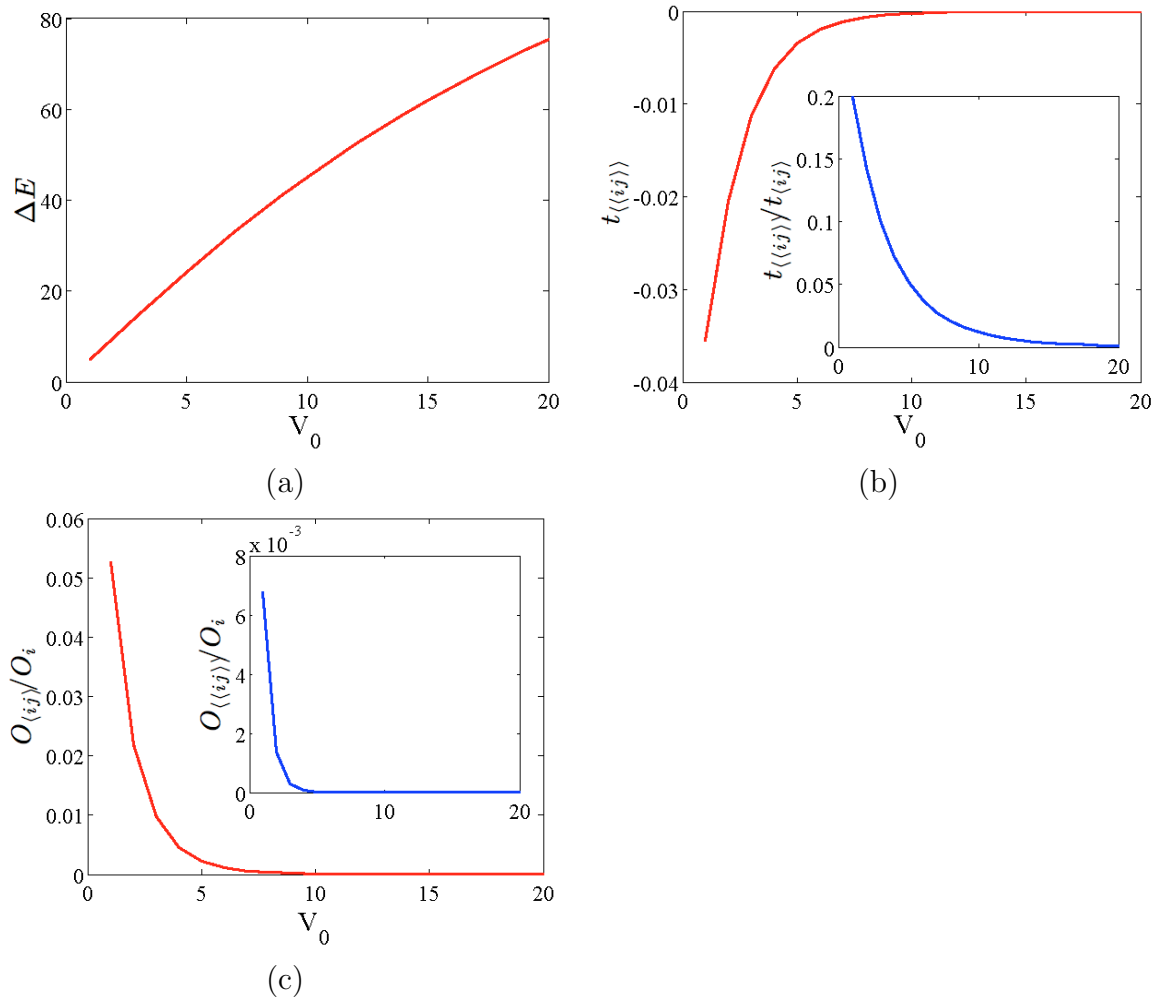 80
60
40
20
0
ΔE
0 5 10 15 20
V₀
(a)
0
-0.01
-0.02
-0.03
-0.04
t⟨⟨ij⟩⟩
0 5 10 15 20
V₀
0.2
0.15
0.1
0.05
0
t⟨⟨ij⟩⟩/t⟨ij⟩
0 10 20
(b)
0.06
0.05
0.04
0.03
0.02
0.01
0
O⟨ij⟩/Oᵢ
0 5 10 15 20
V₀
x 10⁻³
8
6
4
2
0
O⟨⟨ij⟩⟩/Oᵢ
0 10 20
(c)